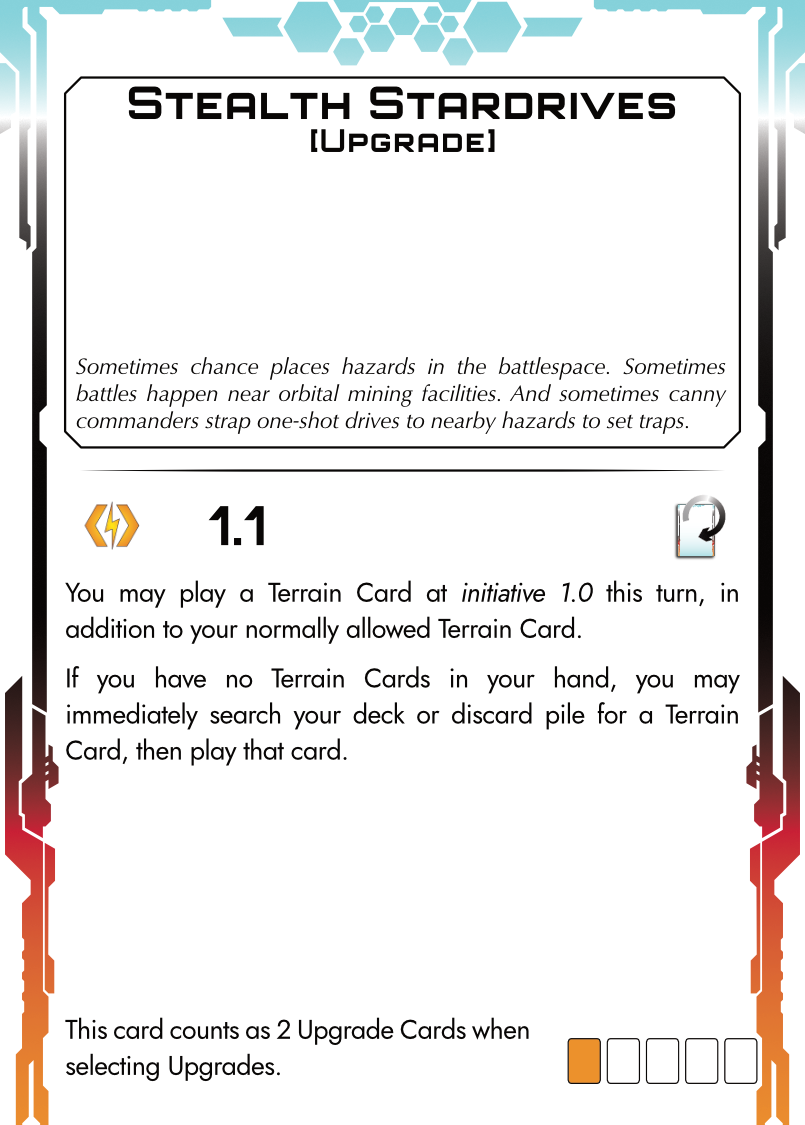 Stealth Stardrives
[Upgrade]
Sometimes chance places hazards in the battlespace. Sometimes
battles happen near orbital mining facilities. And sometimes canny
commanders strap one-shot drives to nearby hazards to set traps.
1.1
You may play a Terrain Card at initiative 1.0 this turn, in
addition to your normally allowed Terrain Card.
If you have no Terrain Cards in your hand, you may
immediately search your deck or discard pile for a Terrain
Card, then play that card.
This card counts as 2 Upgrade Cards when
selecting Upgrades.